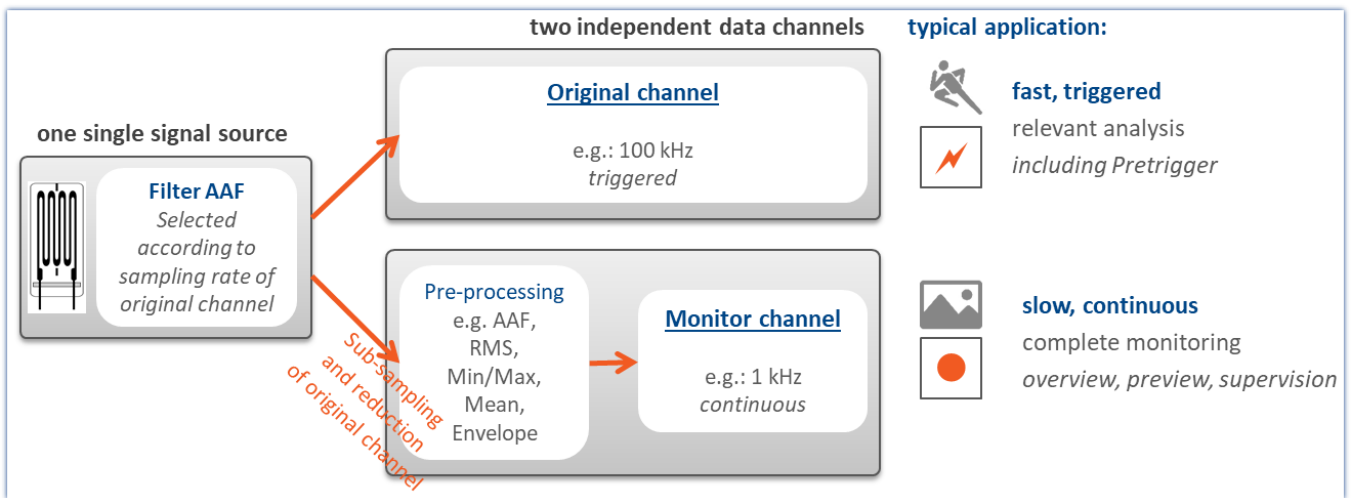 two independent data channels
typical application:
one single signal source
Filter AAF
Selected
according to
sampling rate of
original channel
Original channel
e.g.: 100 kHz
triggered
fast, triggered
relevant analysis
including Pretrigger
Sub-sampling
and reduction
of original channel
Pre-processing
e.g. AAF,
RMS,
Min/Max,
Mean,
Envelope
Monitor channel
e.g.: 1 kHz
continuous
slow, continuous
complete monitoring
overview, preview, supervision